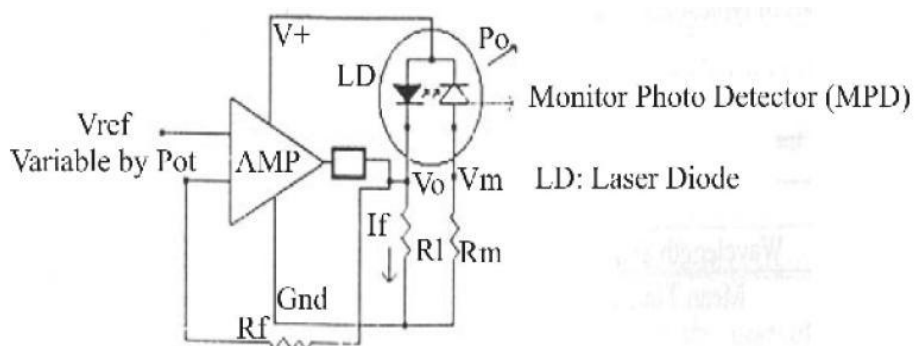 V+
Po
LD
Monitor Photo Detector (MPD)
Vref
Variable by Pot
AMP
Vo
Vm
LD: Laser Diode
If
Rl
Rm
Gnd
Rf